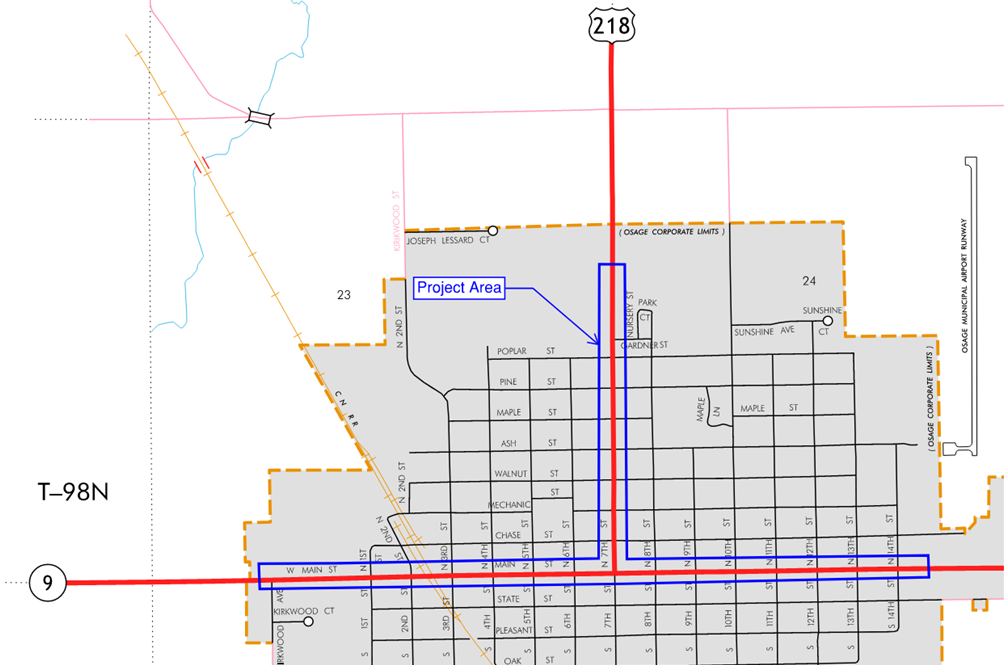 218
KIRKWOOD ST
JOSEPH LESSARD CT
( OSAGE CORPORATE LIMITS )
OSAGE MUNICIPAL AIRPORT RUNWAY
23
24
Project Area
NURSERY ST
PARK
CT
GARDNER ST
SUNSHINE
CT
SUNSHINE AVE
N 2ND ST
POPLAR ST
PINE ST
MAPLE ST
MAPLE LN
MAPLE ST
( OSAGE CORPORATE LIMITS )
CN RR
ASH ST
N 2ND ST
WALNUT ST
ST
MECHANIC
T–98N
N 2ND ST
CHASE ST
N 1ST ST
N 3RD ST
N 4TH ST
N 5TH ST
N 6TH ST
N 7TH ST
N 8TH ST
N 9TH ST
N 10TH ST
N 11TH ST
N 12TH ST
N 13TH ST
N 14TH ST
9
W MAIN ST
MAIN ST
STATE ST
KIRKWOOD CT
KIRKWOOD AVE
S 1ST ST
S 2ND ST
S 3RD ST
S 4TH ST
S 5TH ST
S 6TH ST
S 7TH ST
S 8TH ST
S 9TH ST
S 10TH ST
S 11TH ST
S 12TH ST
S 13TH ST
S 14TH ST
PLEASANT ST
OAK ST